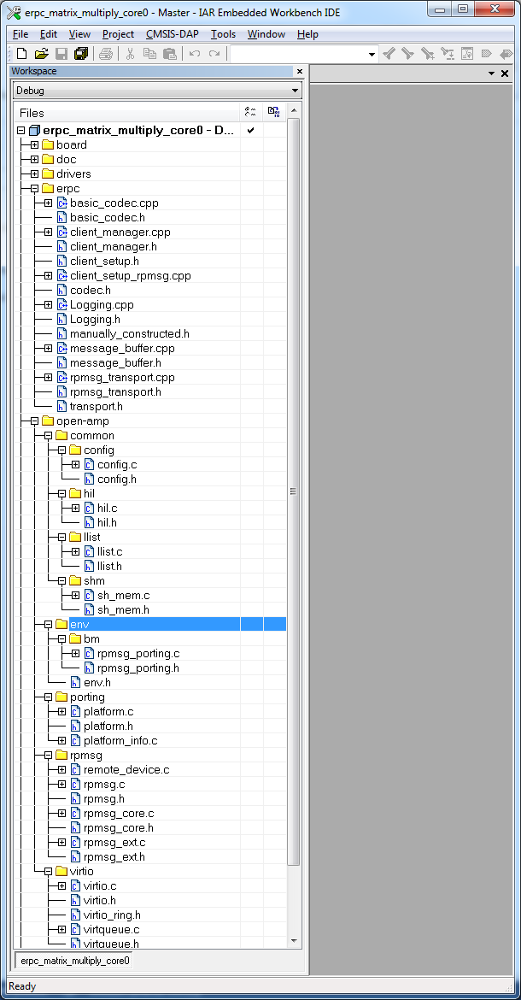 erpc_matrix_multiply_core0 - Master - IAR Embedded Workbench IDE
File Edit View Project CMSIS-DAP Tools Window Help
Workspace
Debug
Files
erpc_matrix_multiply_core0 - D...
board
doc
drivers
erpc
basic_codec.cpp
basic_codec.h
client_manager.cpp
client_manager.h
client_setup.h
client_setup_rpmsg.cpp
codec.h
Logging.cpp
Logging.h
manually_constructed.h
message_buffer.cpp
message_buffer.h
rpmsg_transport.cpp
rpmsg_transport.h
transport.h
open-amp
common
config
config.c
config.h
hil
hil.c
hil.h
llist
llist.c
llist.h
shm
sh_mem.c
sh_mem.h
env
bm
rpmsg_porting.c
rpmsg_porting.h
env.h
porting
platform.c
platform.h
platform_info.c
rpmsg
remote_device.c
rpmsg.c
rpmsg.h
rpmsg_core.c
rpmsg_core.h
rpmsg_ext.c
rpmsg_ext.h
virtio
virtio.c
virtio.h
virtio_ring.h
virtqueue.c
virtqueue.h
erpc_matrix_multiply_core0
Ready